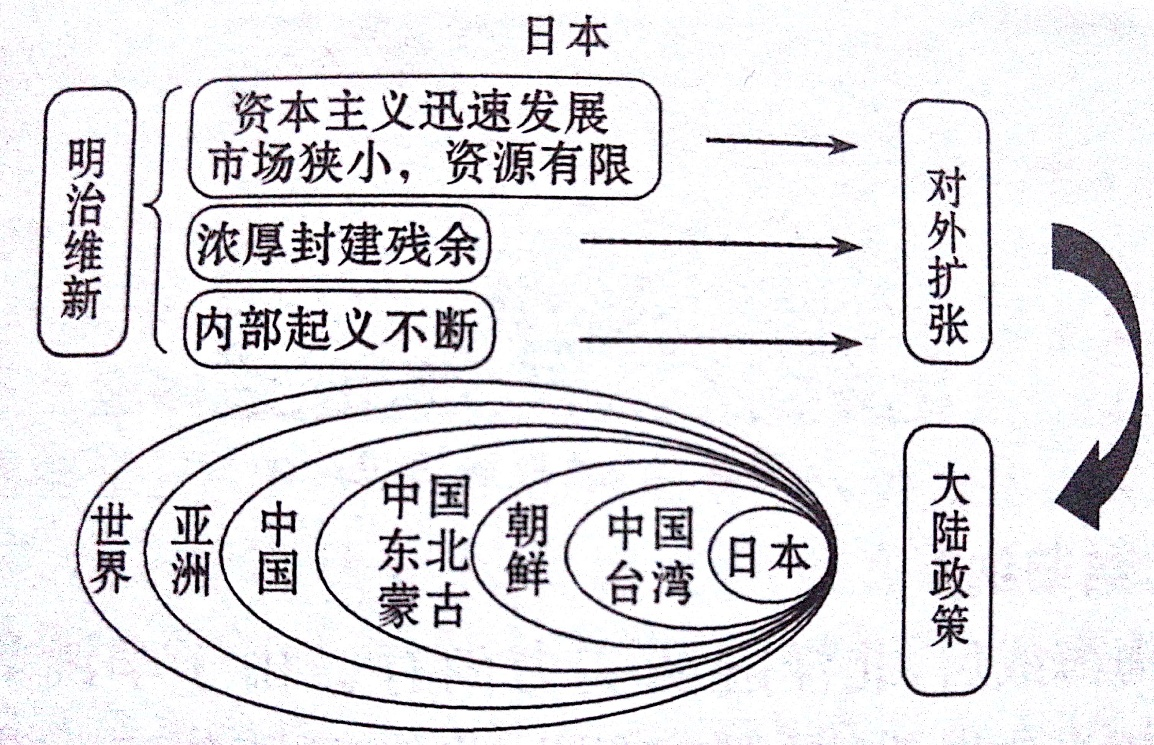 日本
明治维新
资本主义迅速发展
市场狭小，资源有限
浓厚封建残余
内部起义不断
对外扩张
世界
亚洲
中国
中国
东北
蒙古
朝鲜
中国
台湾
日本
大陆政策